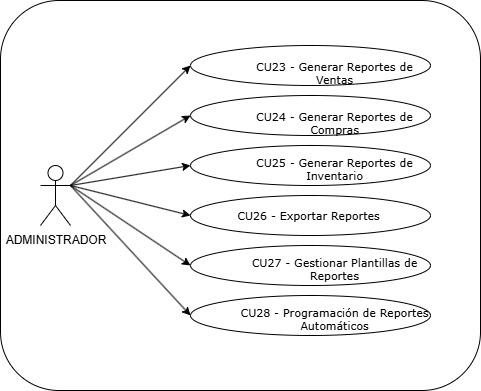 CU23 - Generar Reportes de
Ventas
CU24 - Generar Reportes de
Compras
CU25 - Generar Reportes de
Inventario
CU26 - Exportar Reportes
ADMINISTRADOR
CU27 - Gestionar Plantillas de
Reportes
CU28 - Programación de Reportes
Automáticos